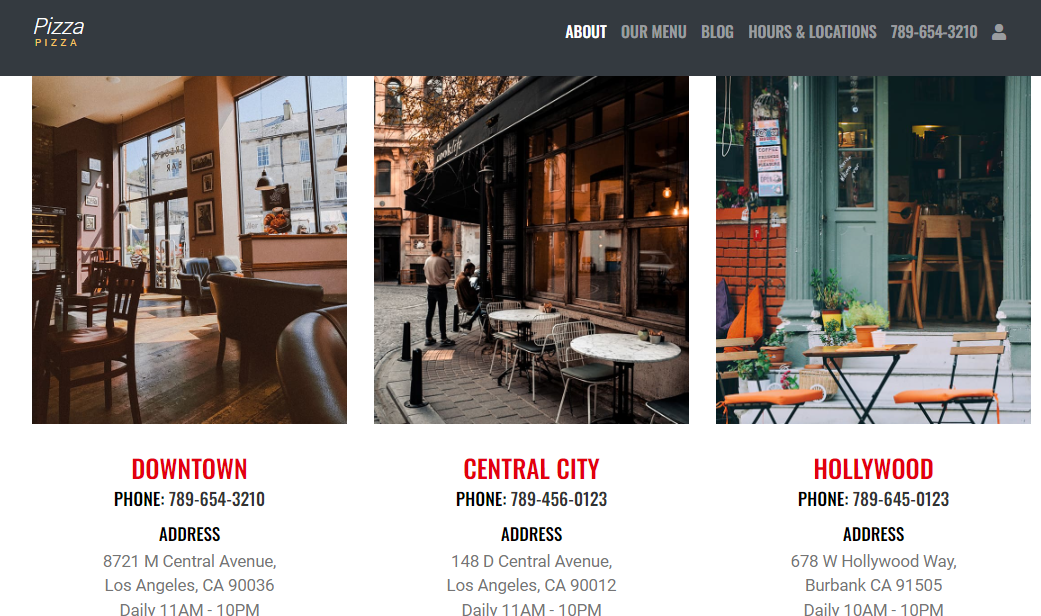 Pizza
PIZZA
ABOUT OUR MENU BLOG HOURS & LOCATIONS 789-654-3210
COFFEE
OPEN
DOWNTOWN
PHONE: 789-654-3210
ADDRESS
8721 M Central Avenue,
Los Angeles, CA 90036
Daily 11AM - 10PM
CENTRAL CITY
PHONE: 789-456-0123
ADDRESS
148 D Central Avenue,
Los Angeles, CA 90012
Daily 11AM - 10PM
HOLLYWOOD
PHONE: 789-645-0123
ADDRESS
678 W Hollywood Way,
Burbank CA 91505
Daily 10AM - 10PM